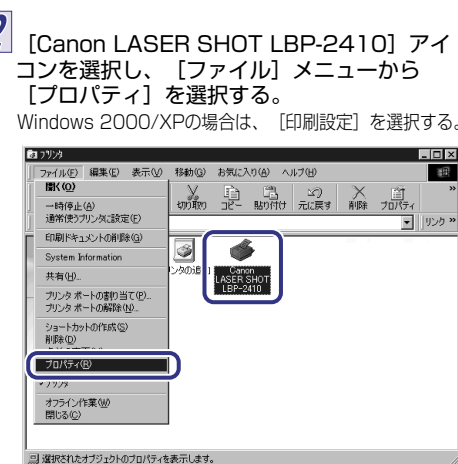 2
[Canon LASER SHOT LBP-2410] アイ
コンを選択し、 [ファイル] メニューから
[プロパティ] を選択する。
Windows 2000/XPの場合は、 [印刷設定] を選択する。
プリンタ
ファイル(F) 編集(E) 表示(V) 移動(G) お気に入り(A) ヘルプ(H)
開く(O)
切り取り コピー 貼り付け 元に戻す 削除 プロパティ »
一時停止(A)
通常使うプリンタに設定(F)
リンク »
印刷ドキュメントの削除(G)
System Information
共有(H)...
ンタの追
Canon
LASER SHOT
LBP-2410
プリンタ ポートの割り当て(P)...
プリンタ ポートの解除(N)...
ショートカットの作成(S)
削除(D)
プロパティ(R)
プリンタ
オフライン作業(W)
閉じる(C)
選択されたオブジェクトのプロパティを表示します。